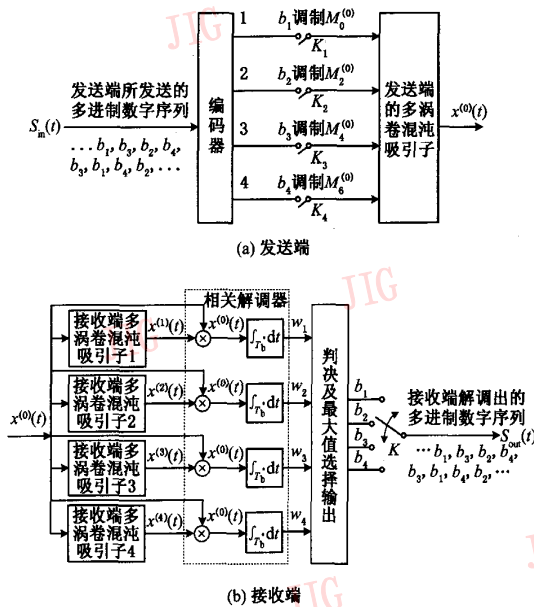 1
b₁调制M₀⁽⁰⁾
K₁
2
b₂调制M₂⁽⁰⁾
K₂
3
b₃调制M₄⁽⁰⁾
K₃
4
b₄调制M₆⁽⁰⁾
K₄
发送端所发送的
多进制数字序列
Sᵢₙ(t)
…b₁, b₃, b₂, b₄,
b₃, b₁, b₄, b₂, …
编码器
发送端
的多涡
卷混沌
吸引子
x⁽⁰⁾(t)
(a) 发送端
相关解调器
x⁽⁰⁾(t)
接收端多
涡卷混沌
吸引子1
x⁽¹⁾(t)
x⁽⁰⁾(t)
∫_{T_b}·dt
w₁
接收端多
涡卷混沌
吸引子2
x⁽²⁾(t)
x⁽⁰⁾(t)
∫_{T_b}·dt
w₂
接收端多
涡卷混沌
吸引子3
x⁽³⁾(t)
x⁽⁰⁾(t)
∫_{T_b}·dt
w₃
接收端多
涡卷混沌
吸引子4
x⁽⁴⁾(t)
x⁽⁰⁾(t)
∫_{T_b}·dt
w₄
判决及最大值选择输出
b₁
b₂
b₃
b₄
K
接收端解调出的
多进制数字序列
Sₒᵤₜ(t)
…b₁, b₃, b₂, b₄,
b₃, b₁, b₄, b₂, …
(b) 接收端
JIG
JIG
JIG
JIG